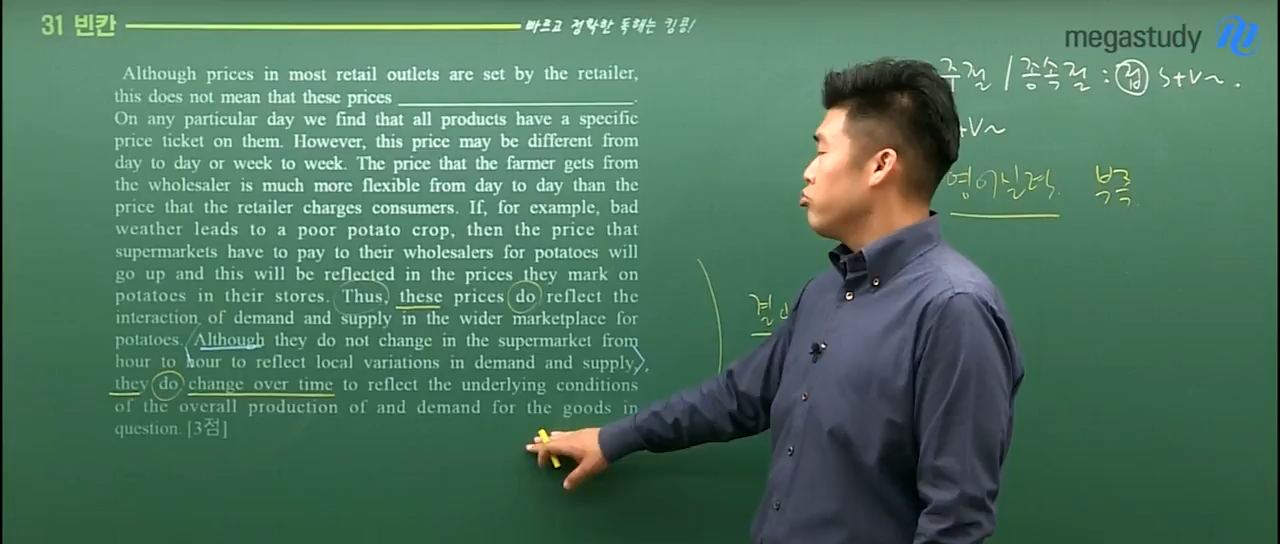 31 빈칸
빠르고 정확한 독해는 킹콩!
megastudy
Although prices in most retail outlets are set by the retailer,
this does not mean that these prices
On any particular day we find that all products have a specific
price ticket on them. However, this price may be different from
day to day or week to week. The price that the farmer gets from
the wholesaler is much more flexible from day to day than the
price that the retailer charges consumers. If, for example, bad
weather leads to a poor potato crop, then the price that
supermarkets have to pay to their wholesalers for potatoes will
go up and this will be reflected in the prices they mark on
potatoes in their stores. Thus, these prices do reflect the
interaction of demand and supply in the wider marketplace for
potatoes. Although they do not change in the supermarket from
hour to hour to reflect local variations in demand and supply,
they do change over time to reflect the underlying conditions
of the overall production of and demand for the goods in
question. [3점]
주절 / 종속절 : 접 S+V~.
+V~
영어실력. 부족
결